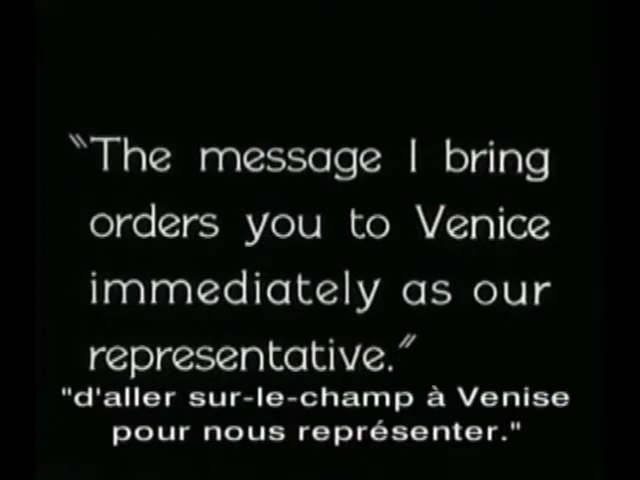 "The message I bring
orders you to Venice
immediately as our
representative."
"d'aller sur-le-champ à Venise
pour nous représenter."